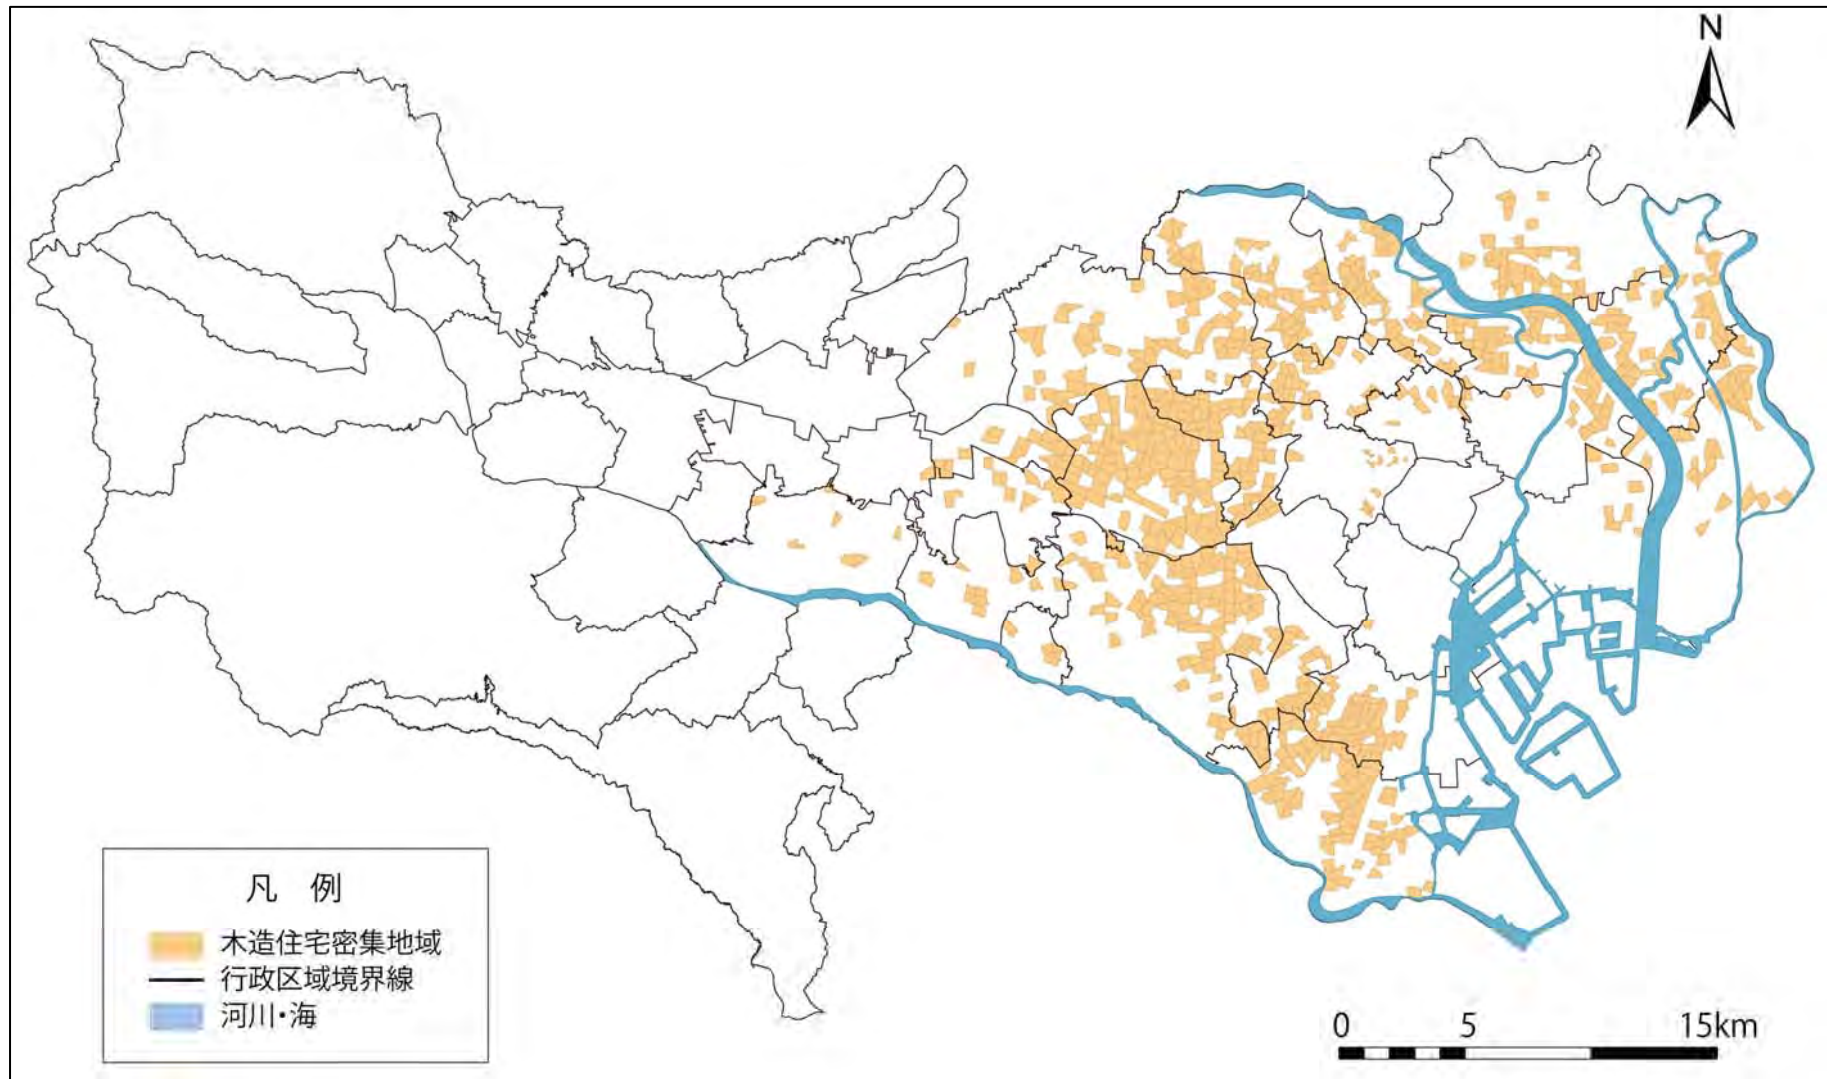 N
凡 例
木造住宅密集地域
行政区域境界線
河川・海
0 5 15km